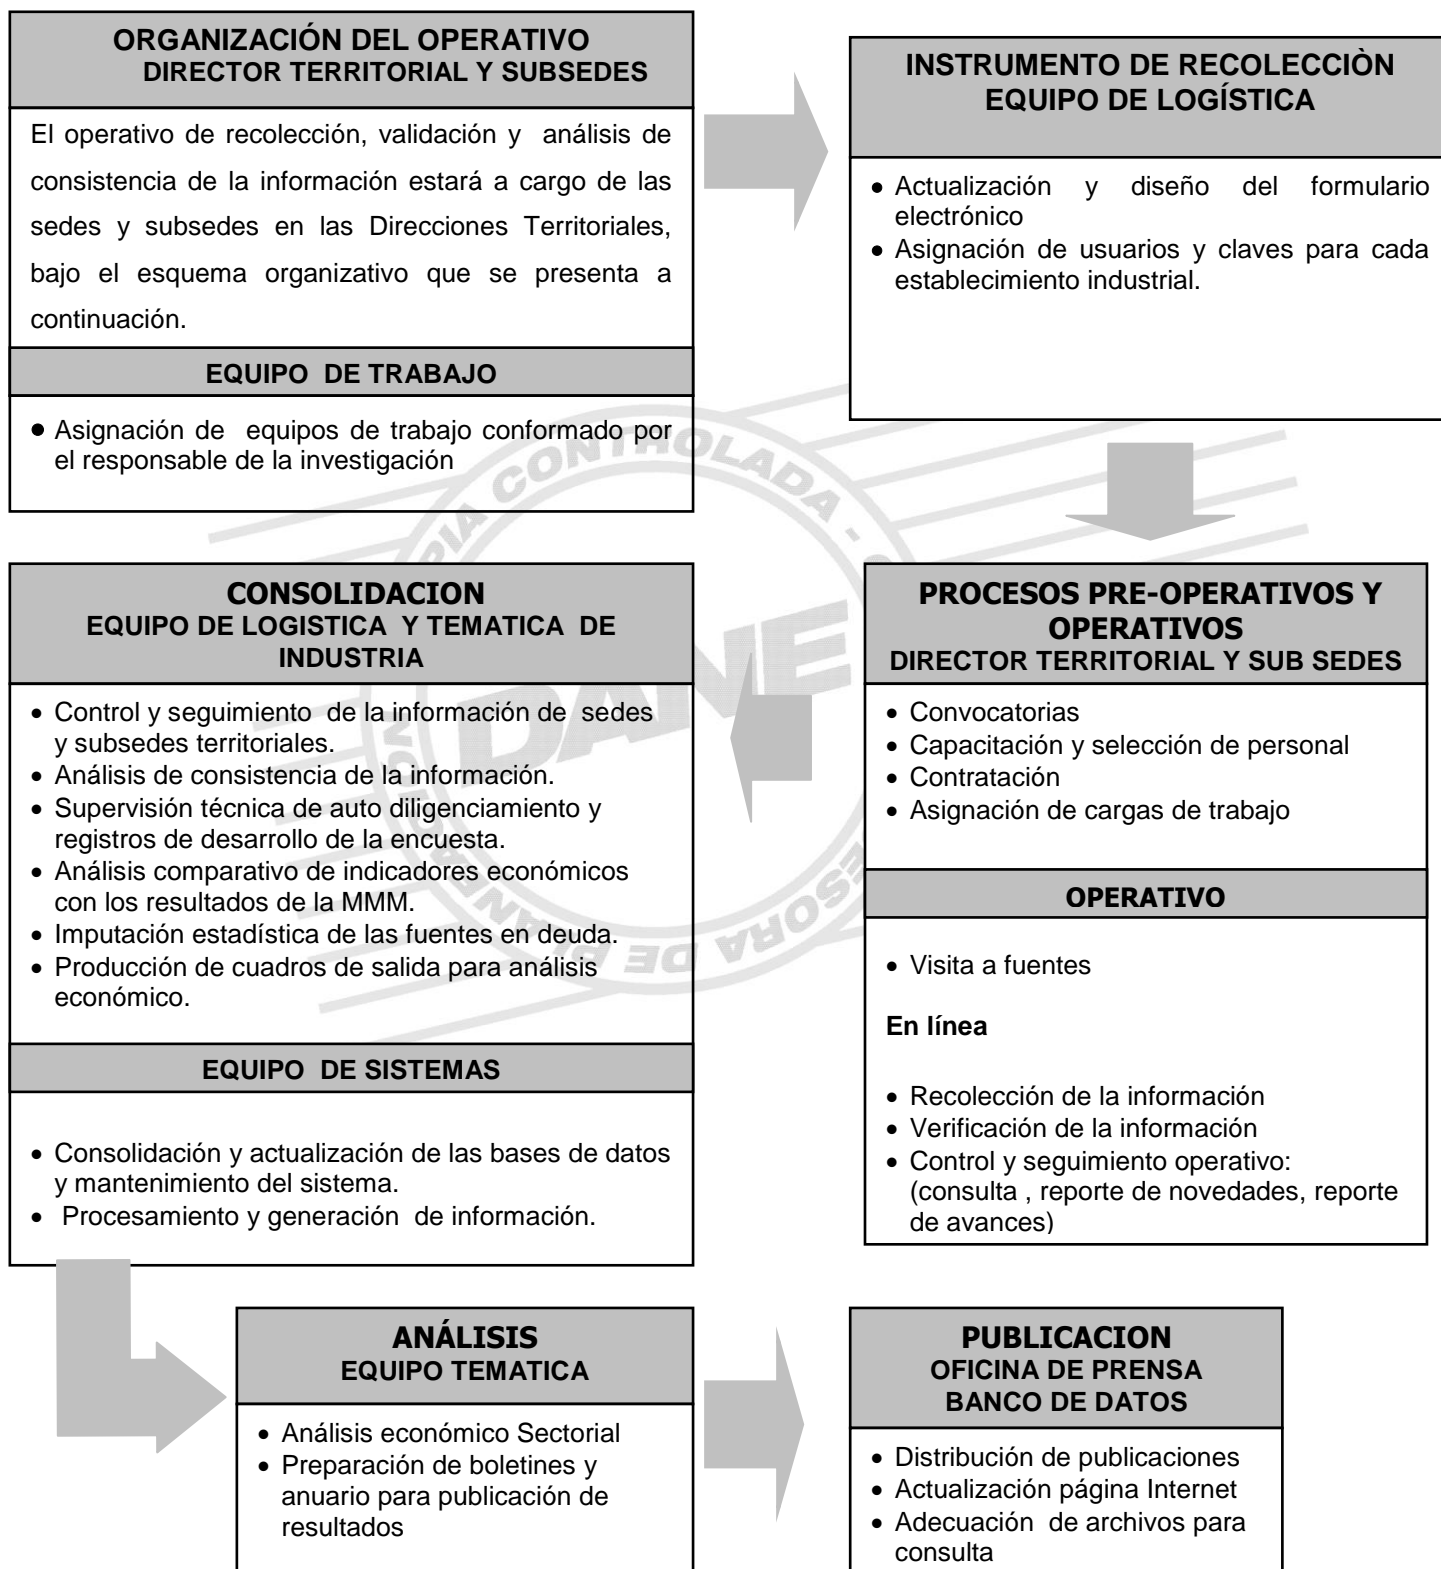 ORGANIZACIÓN DEL OPERATIVO
DIRECTOR TERRITORIAL Y SUBSEDES
El operativo de recolección, validación y análisis de
consistencia de la información estará a cargo de las
sedes y subsedes en las Direcciones Territoriales,
bajo el esquema organizativo que se presenta a
continuación.
EQUIPO DE TRABAJO
• Asignación de equipos de trabajo conformado por
el responsable de la investigación
INSTRUMENTO DE RECOLECCIÒN
EQUIPO DE LOGÍSTICA
• Actualización y diseño del formulario
electrónico
• Asignación de usuarios y claves para cada
establecimiento industrial.
PROCESOS PRE-OPERATIVOS Y
OPERATIVOS
DIRECTOR TERRITORIAL Y SUB SEDES
• Convocatorias
• Capacitación y selección de personal
• Contratación
• Asignación de cargas de trabajo
OPERATIVO
• Visita a fuentes
En línea
• Recolección de la información
• Verificación de la información
• Control y seguimiento operativo:
(consulta , reporte de novedades, reporte
de avances)
CONSOLIDACION
EQUIPO DE LOGISTICA Y TEMATICA DE
INDUSTRIA
• Control y seguimiento de la información de sedes
y subsedes territoriales.
• Análisis de consistencia de la información.
• Supervisión técnica de auto diligenciamiento y
registros de desarrollo de la encuesta.
• Análisis comparativo de indicadores económicos
con los resultados de la MMM.
• Imputación estadística de las fuentes en deuda.
• Producción de cuadros de salida para análisis
económico.
EQUIPO DE SISTEMAS
• Consolidación y actualización de las bases de datos
y mantenimiento del sistema.
• Procesamiento y generación de información.
ANÁLISIS
EQUIPO TEMATICA
• Análisis económico Sectorial
• Preparación de boletines y
anuario para publicación de
resultados
PUBLICACION
OFICINA DE PRENSA
BANCO DE DATOS
• Distribución de publicaciones
• Actualización página Internet
• Adecuación de archivos para
consulta
CONTROLADA
DANE
DE